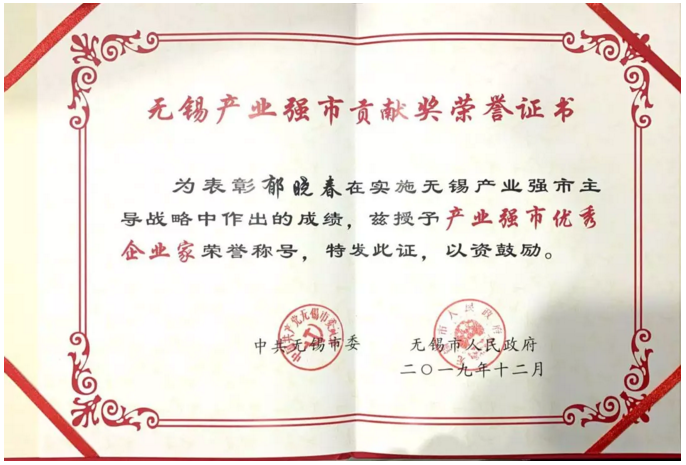 无锡产业强市贡献奖荣誉证书
为表彰郁晓春在实施无锡产业强市主
导战略中作出的成绩，兹授予产业强市优秀
企业家荣誉称号，特发此证，以资鼓励。
中共无锡市委
无锡市人民政府
二〇一九年十二月